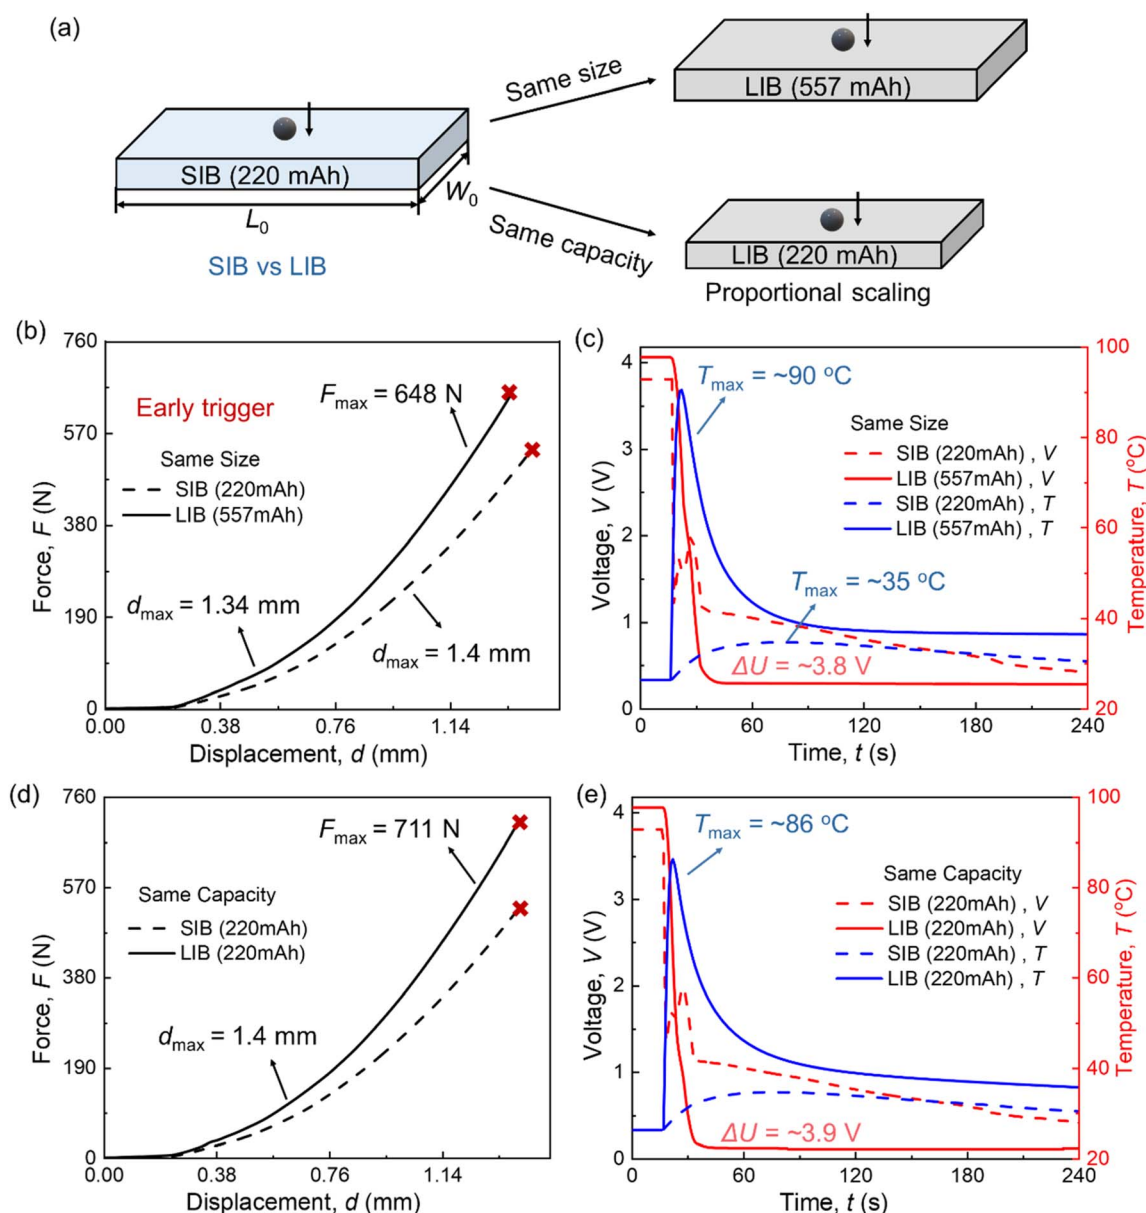 (a)
SIB (220 mAh)
L₀
W₀
SIB vs LIB
Same size
Same capacity
LIB (557 mAh)
LIB (220 mAh)
Proportional scaling
(b)
Force, F (N)
760
570
380
190
0
Early trigger
Same Size
SIB (220mAh)
LIB (557mAh)
Fmax = 648 N
dmax = 1.34 mm
dmax = 1.4 mm
0.00 0.38 0.76 1.14
Displacement, d (mm)
(c)
Voltage, V (V)
4
3
2
1
0
Tmax = ~90 °C
Same Size
SIB (220mAh) , V
LIB (557mAh) , V
SIB (220mAh) , T
LIB (557mAh) , T
Tmax = ~35 °C
ΔU = ~3.8 V
100
80
60
40
20
Temperature, T (°C)
0 60 120 180 240
Time, t (s)
(d)
Force, F (N)
760
570
380
190
0
Fmax = 711 N
Same Capacity
SIB (220mAh)
LIB (220mAh)
dmax = 1.4 mm
0.00 0.38 0.76 1.14
Displacement, d (mm)
(e)
Voltage, V (V)
4
3
2
1
0
Tmax = ~86 °C
Same Capacity
SIB (220mAh) , V
LIB (220mAh) , V
SIB (220mAh) , T
LIB (220mAh) , T
ΔU = ~3.9 V
100
80
60
40
20
Temperature, T (°C)
0 60 120 180 240
Time, t (s)